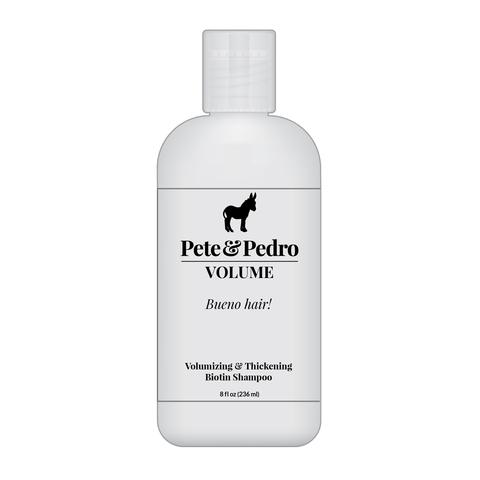 Pete & Pedro
VOLUME
Bueno hair!
Volumizing & Thickening
Biotin Shampoo
8 fl oz (236 ml)